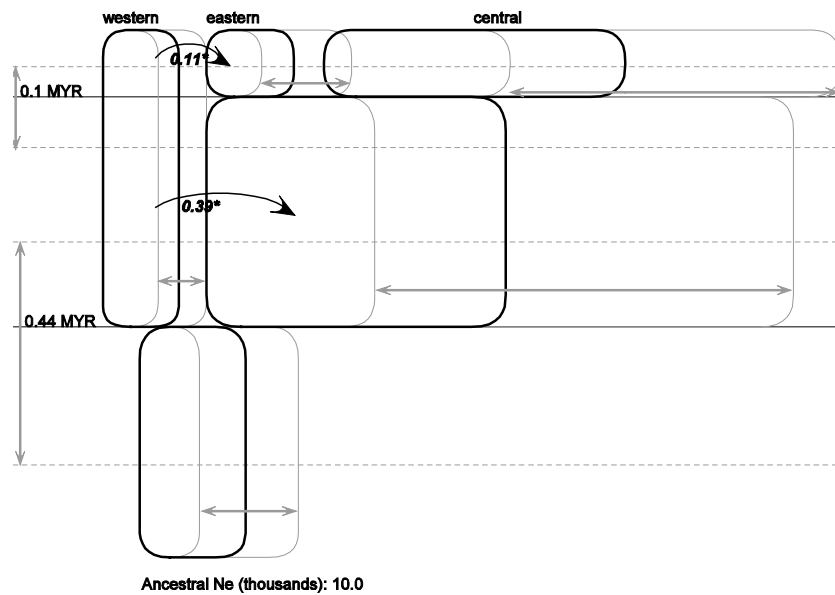 western eastern central
0.11*
0.1 MYR
0.39*
0.44 MYR
Ancestral Ne (thousands): 10.0